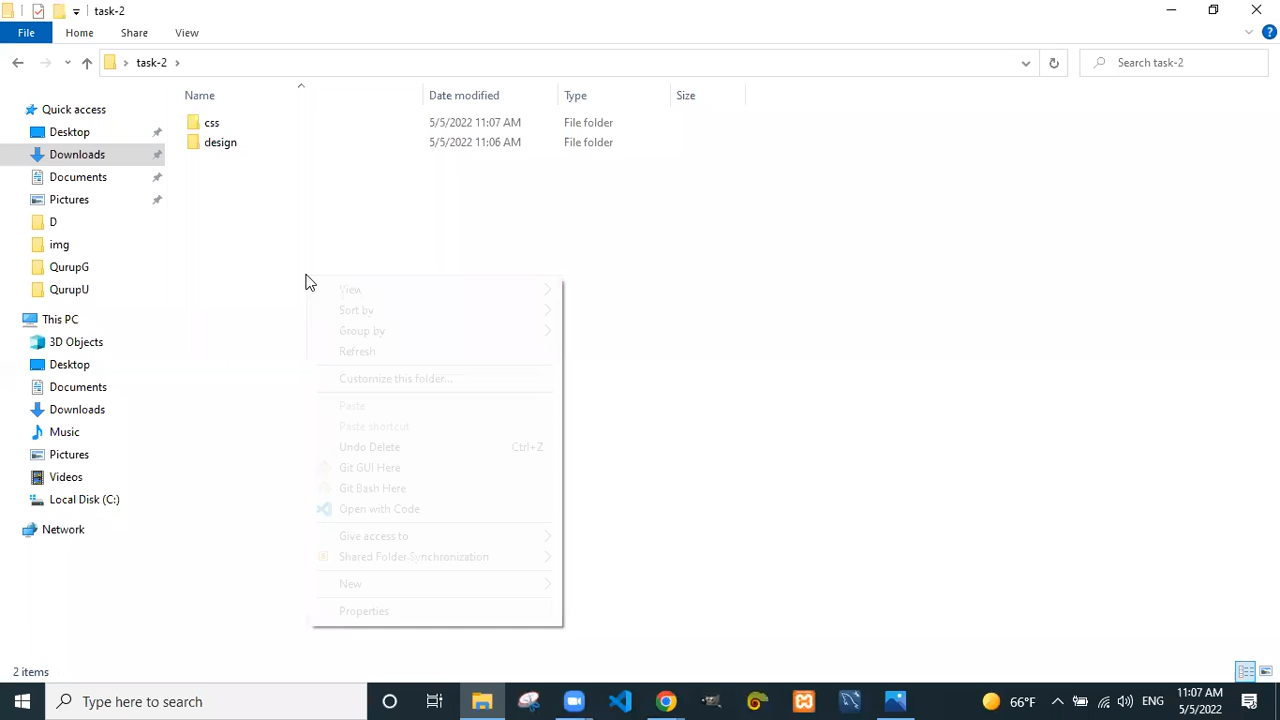 task-2
File
Home
Share
View
task-2
Search task-2
Name
Date modified
Type
Size
css
5/5/2022 11:07 AM
File folder
design
5/5/2022 11:06 AM
File folder
Quick access
Desktop
Downloads
Documents
Pictures
D
img
QurupG
QurupU
This PC
3D Objects
Desktop
Documents
Downloads
Music
Pictures
Videos
Local Disk (C:)
Network
View
Sort by
Group by
Refresh
Customize this folder...
Paste
Paste shortcut
Undo Delete
Ctrl+Z
Git GUI Here
Git Bash Here
Open with Code
Give access to
Shared Folder Synchronization
New
Properties
2 items
Type here to search
66°F
ENG
11:07 AM
5/5/2022